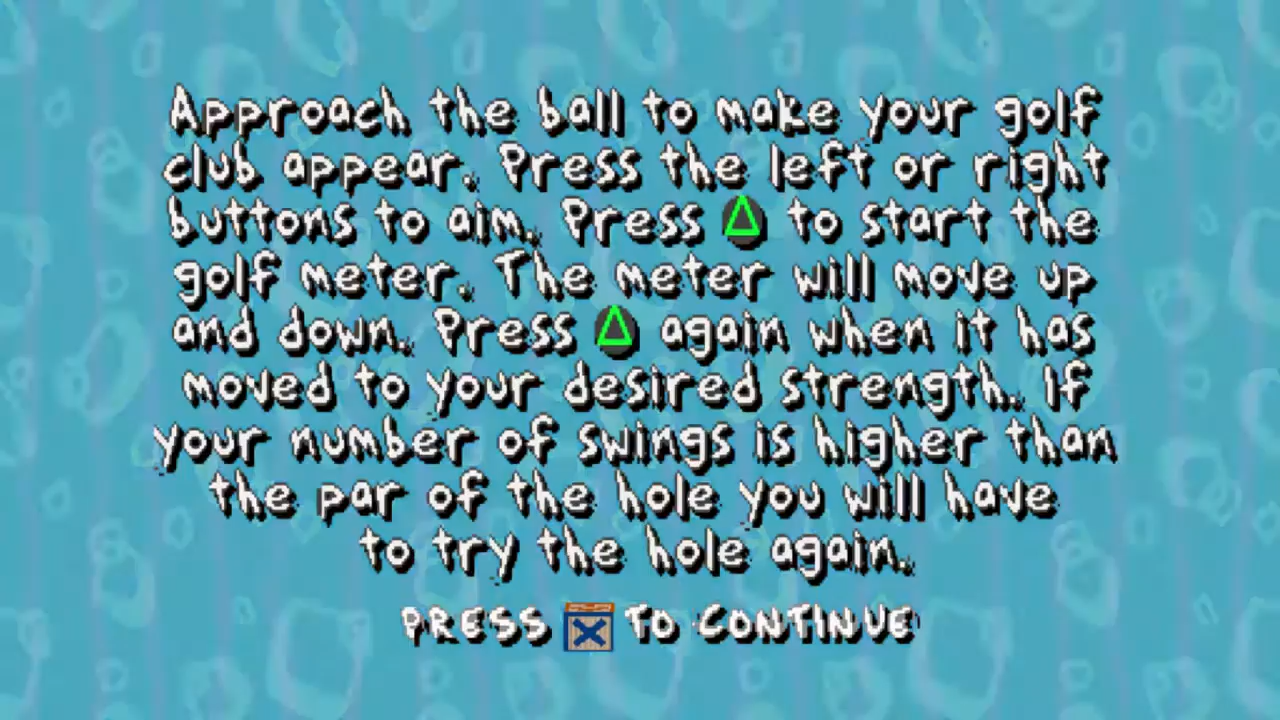 Approach the ball to make your golf
club appear. Press the left or right
buttons to aim. Press △ to start the
golf meter. The meter will move up
and down. Press △ again when it has
moved to your desired strength. If
your number of swings is higher than
the par of the hole you will have
to try the hole again.
PRESS X TO CONTINUE